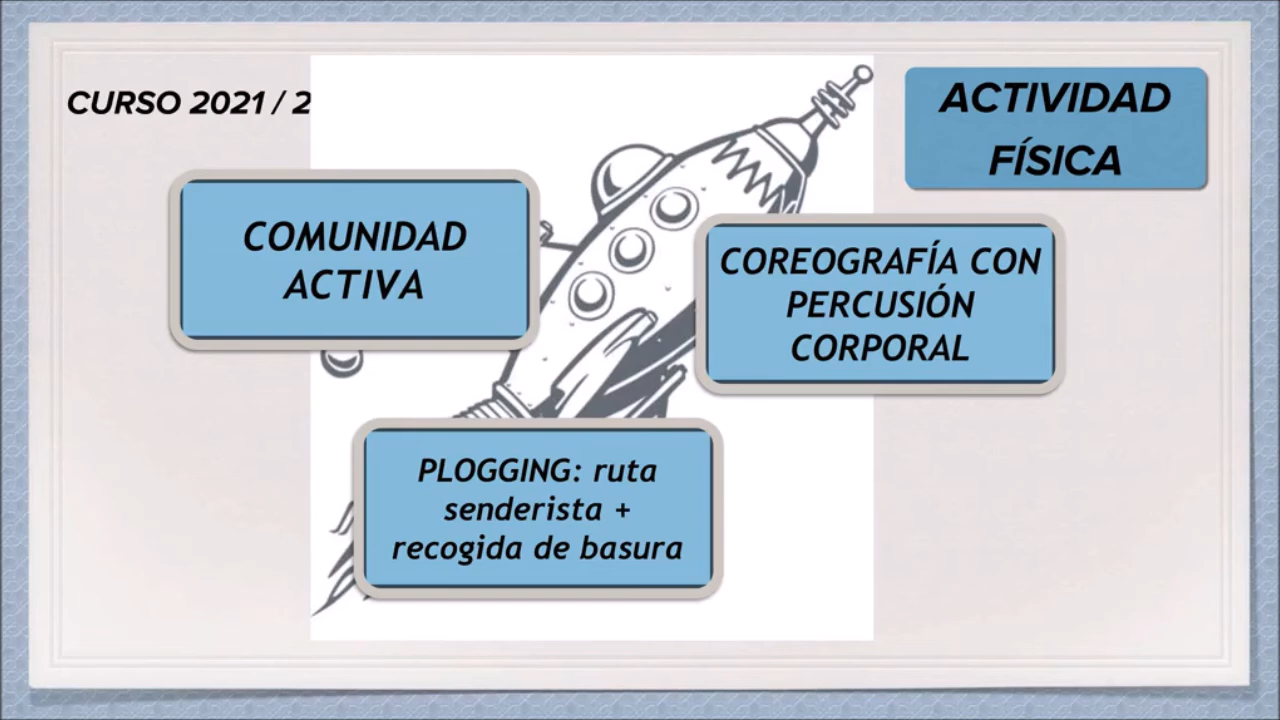 CURSO 2021 / 2
ACTIVIDAD
FÍSICA
COMUNIDAD
ACTIVA
COREOGRAFÍA CON
PERCUSIÓN
CORPORAL
PLOGGING: ruta
senderista +
recogida de basura